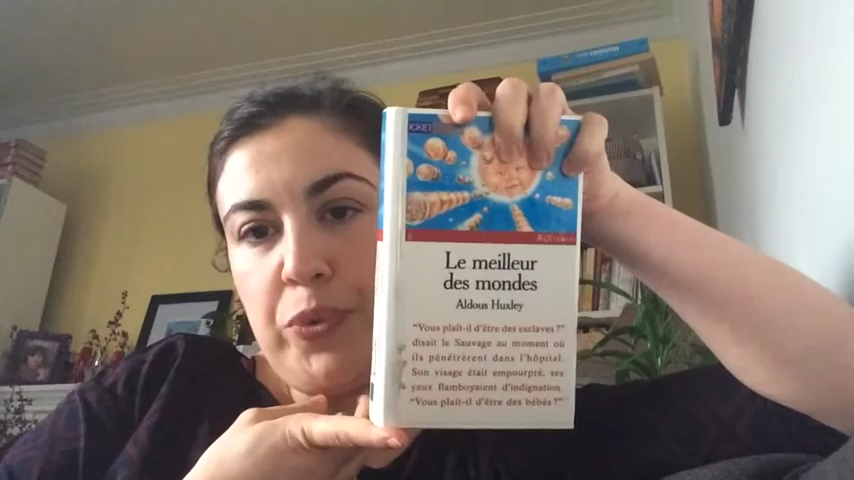 Le meilleur
des mondes
Aldous Huxley
"Vous plaît-il d'être des esclaves ?"
disait le Sauvage au moment où
ils pénétrèrent dans l'hôpital.
Son visage était empourpré, ses
yeux flamboyaient d'indignation.
"Vous plaît-il d'être des bébés ?"